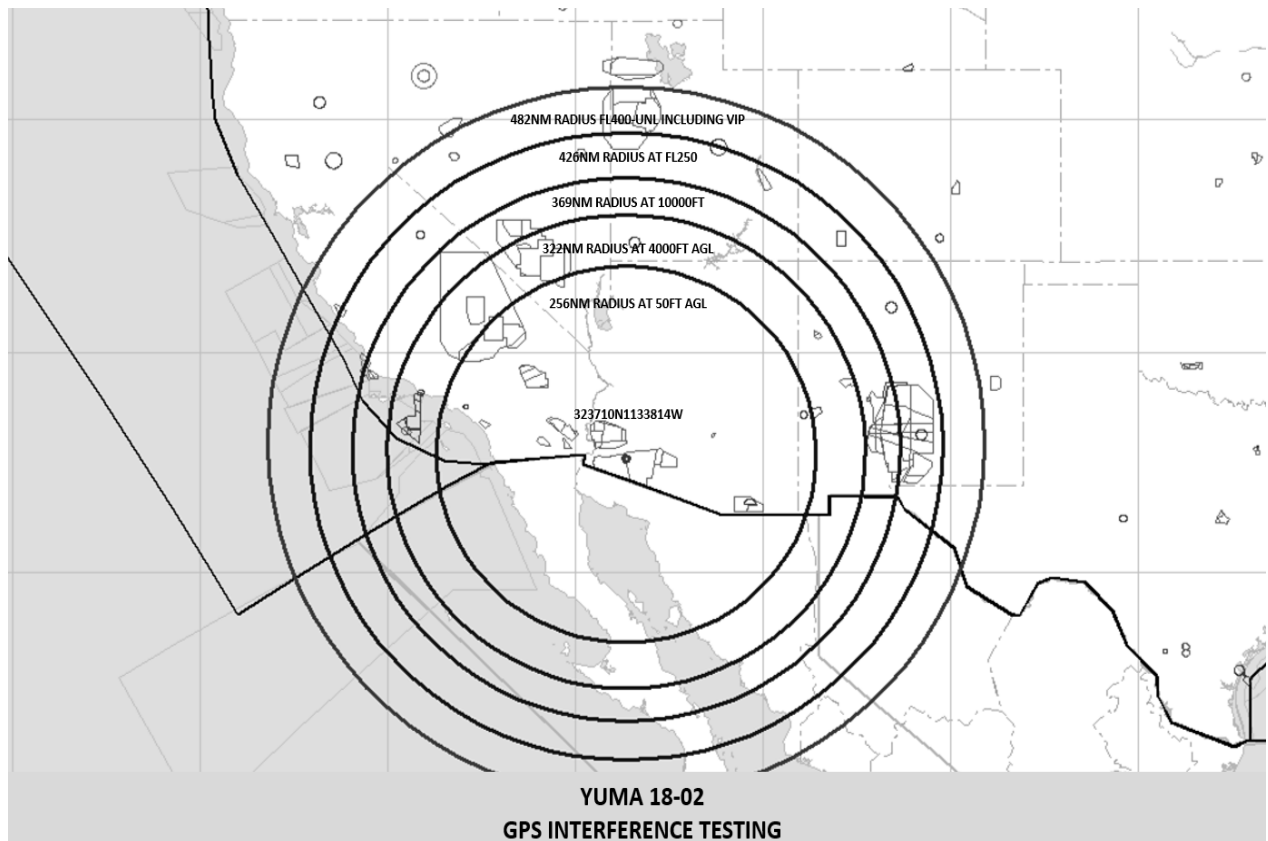 482NM RADIUS FL400-UNL INCLUDING VIP
426NM RADIUS AT FL250
369NM RADIUS AT 10000FT
322NM RADIUS AT 4000FT AGL
256NM RADIUS AT 50FT AGL
323710N1133814W
YUMA 18-02
GPS INTERFERENCE TESTING